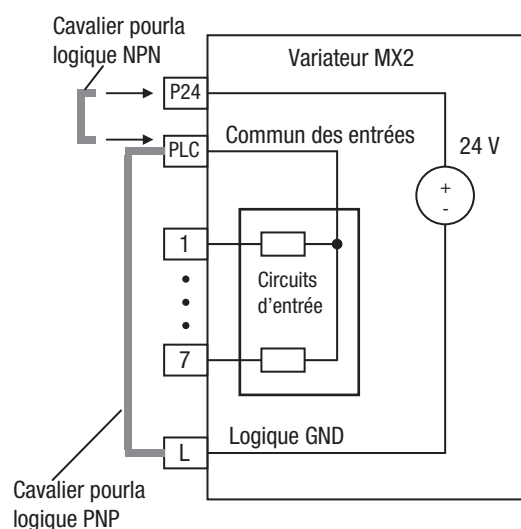 Cavalier pourla
logique NPN
Variateur MX2
P24
PLC
Commun des entrées
24 V
+
-
1
Circuits
d'entrée
7
Logique GND
L
Cavalier pourla
logique PNP